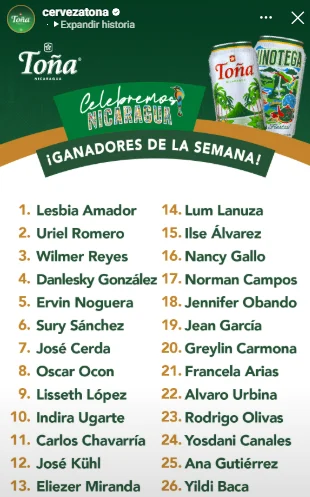 cervezatona
Expandir historia
Toña
NICARAGUA
Toña
Toña
NICARAGUA
Celebremos
NICARAGUA
¡GANADORES DE LA SEMANA!
1. Lesbia Amador
2. Uriel Romero
3. Wilmer Reyes
4. Danlesky González
5. Ervin Noguera
6. Sury Sánchez
7. José Cerda
8. Oscar Ocon
9. Lisseth López
10. Indira Ugarte
11. Carlos Chavarría
12. José Kühl
13. Eliezer Miranda
14. Lum Lanuza
15. Ilse Álvarez
16. Nancy Gallo
17. Norman Campos
18. Jennifer Obando
19. Jean García
20. Greylin Carmona
21. Francela Arias
22. Alvaro Urbina
23. Rodrigo Olivas
24. Yosdani Canales
25. Ana Gutiérrez
26. Yildi Baca